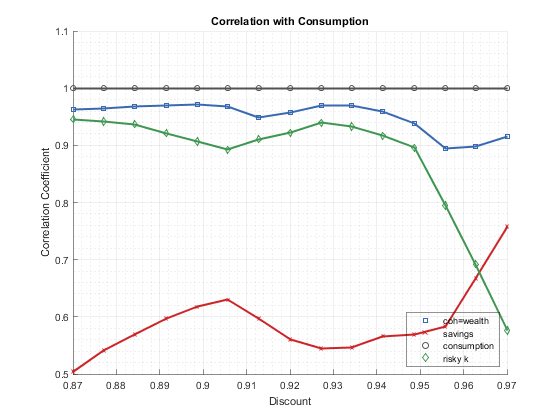 Correlation with Consumption
1.1
1
0.9
0.8
0.7
0.6
0.5
Correlation Coefficient
0.87 0.88 0.89 0.9 0.91 0.92 0.93 0.94 0.95 0.96 0.97
Discount
coh=wealth
savings
consumption
risky k